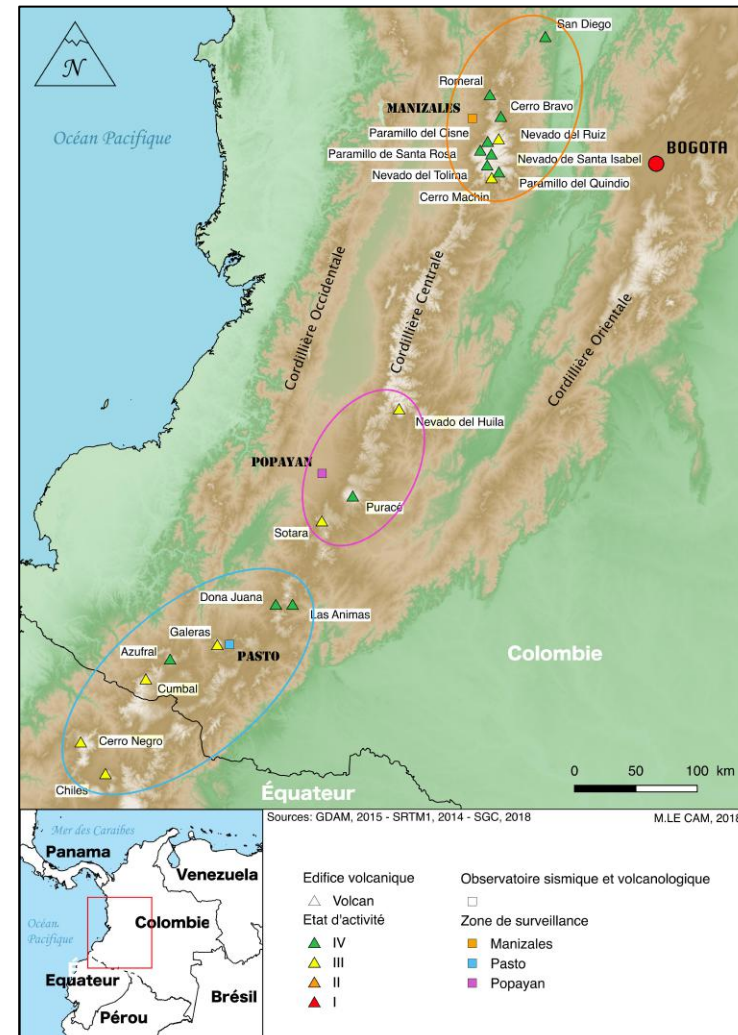 N
Océan Pacifique
San Diego
Romeral
MANIZALES
Cerro Bravo
Paramillo del Cisne
Nevado del Ruiz
Paramillo de Santa Rosa
Nevado de Santa Isabel
BOGOTA
Nevado del Tolima
Paramillo del Quindio
Cerro Machin
Cordillière Occidentale
Cordillière Centrale
Cordillière Orientale
Nevado del Huila
POPAYAN
Puracé
Sotara
Dona Juana
Las Animas
Galeras
PASTO
Azufral
Cumbal
Colombie
Cerro Negro
Chiles
Équateur
0 50 100 km
Sources: GDAM, 2015 - SRTM1, 2014 - SGC, 2018
M.LE CAM, 2018
Mer des Caraibes
Panama
Venezuela
Océan
Pacifique
Colombie
Equateur
Pérou
Brésil
Edifice volcanique
Volcan
Etat d'activité
IV
III
II
I
Observatoire sismique et volcanologique
Zone de surveillance
Manizales
Pasto
Popayan